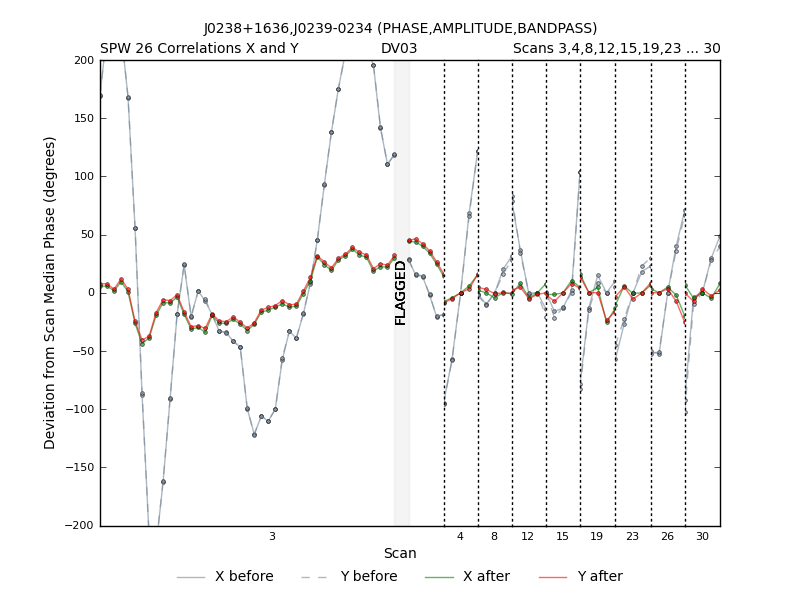 J0238+1636,J0239-0234 (PHASE,AMPLITUDE,BANDPASS)
SPW 26 Correlations X and Y
DV03
Scans 3,4,8,12,15,19,23 ... 30
200
150
100
50
0
−50
−100
−150
−200
Deviation from Scan Median Phase (degrees)
FLAGGED
3
4
8
12
15
19
23
26
30
Scan
X before
Y before
X after
Y after